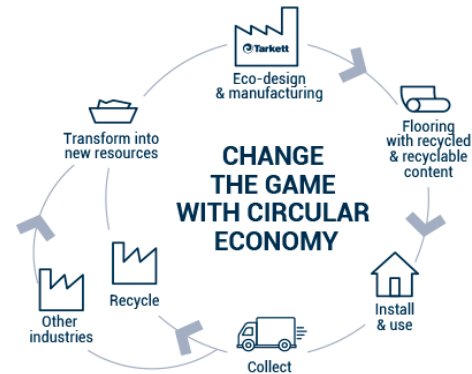 Tarkett
Eco-design
& manufacturing
Flooring
with recycled
& recyclable
content
Install
& use
Collect
Recycle
Other
industries
Transform into
new resources
CHANGE
THE GAME
WITH CIRCULAR
ECONOMY